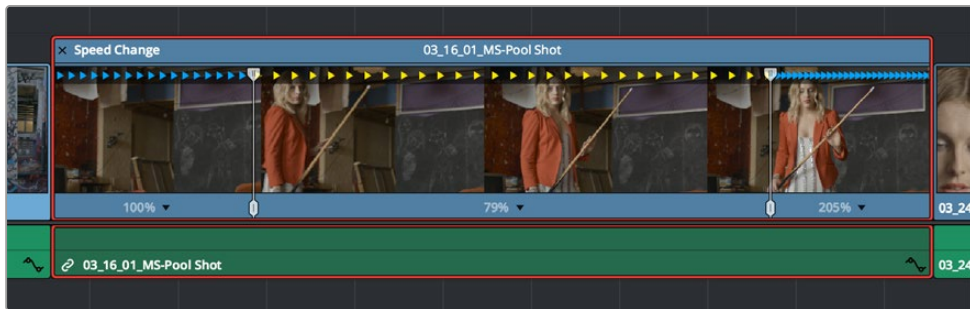 × Speed Change 03_16_01_MS-Pool Shot
100% 79% 205% 03_24
03_16_01_MS-Pool Shot 03_24